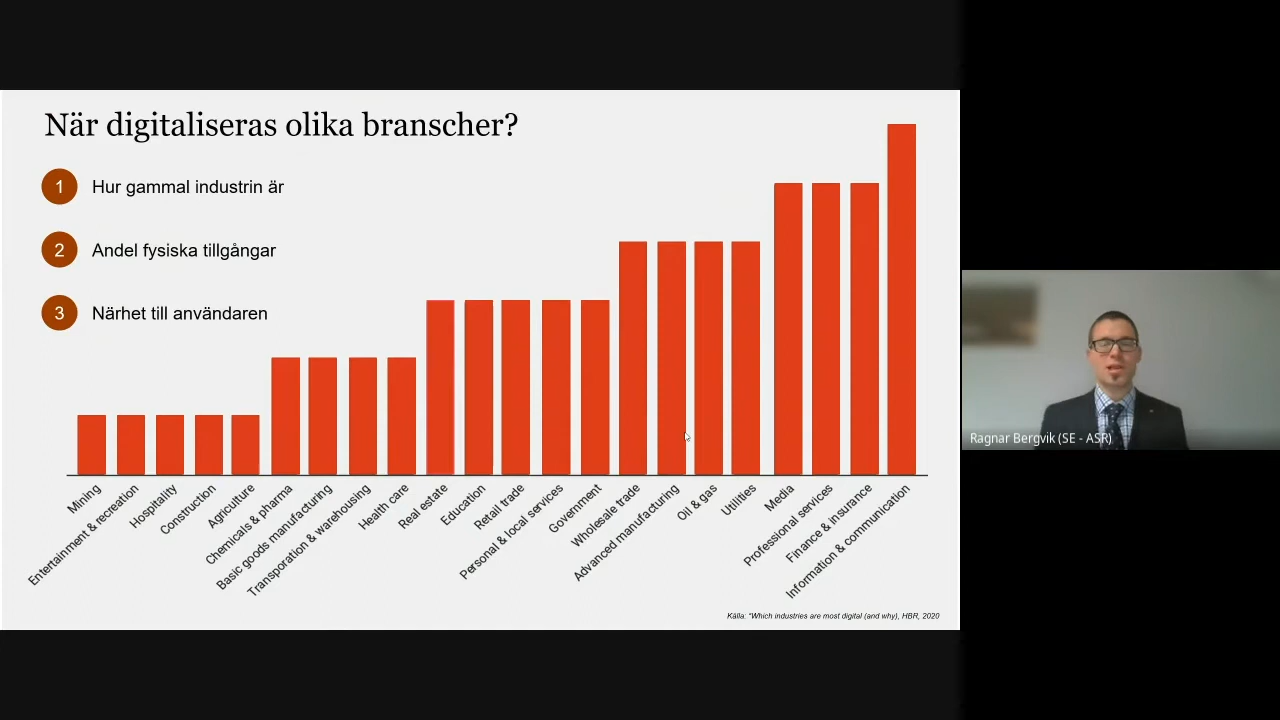 När digitaliseras olika branscher?
1 Hur gammal industrin är
2 Andel fysiska tillgångar
3 Närhet till användaren
Mining
Entertainment & recreation
Hospitality
Construction
Agriculture
Chemicals & pharma
Basic goods manufacturing
Transporation & warehousing
Health care
Real estate
Education
Retail trade
Personal & local services
Government
Wholesale trade
Advanced manufacturing
Oil & gas
Utilities
Media
Professional services
Finance & insurance
Information & communication
Källa: "Which industries are most digital (and why), HBR, 2020
Ragnar Bergvik (SE - ASR)